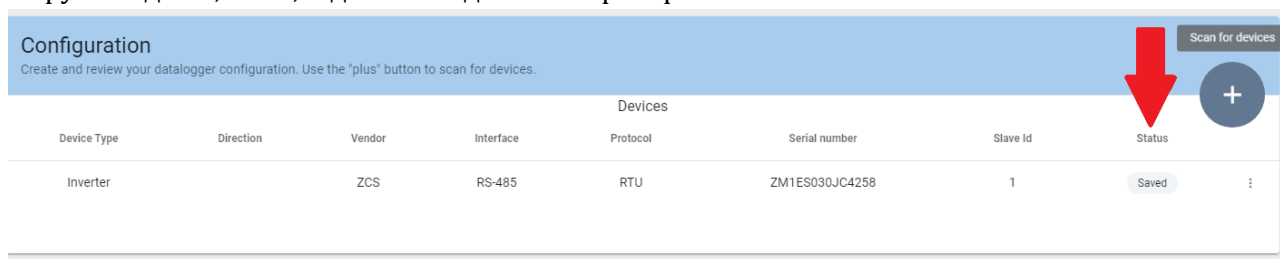 Configuration
Scan for devices
Create and review your datalogger configuration. Use the "plus" button to scan for devices.
+
Devices
Device Type Direction Vendor Interface Protocol Serial number Slave Id Status
Inverter ZCS RS-485 RTU ZM1ES030JC4258 1 Saved